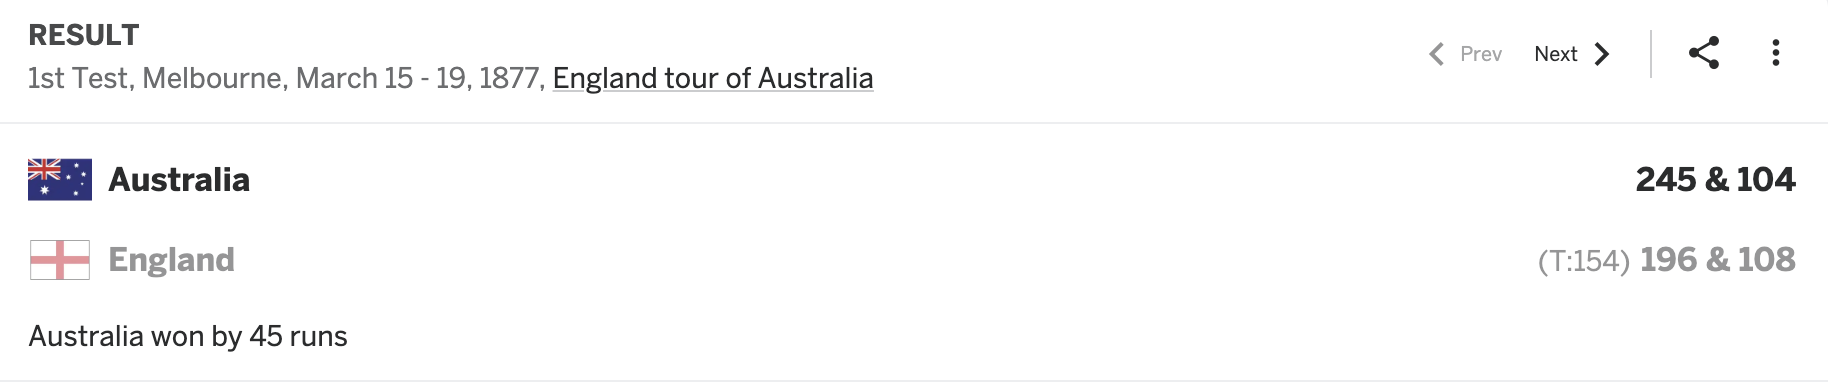 RESULT
1st Test, Melbourne, March 15 - 19, 1877, England tour of Australia
Prev Next
Australia 245 & 104
England (T:154) 196 & 108
Australia won by 45 runs